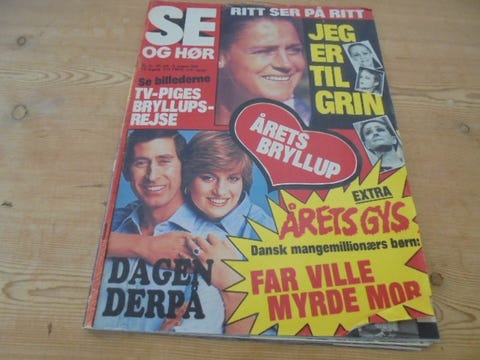 SE
OG HØR
RITT SER PÅ RITT
JEG
ER
TIL
GRIN
Se billederne
TV-PIGES
BRYLLUPS-
REJSE
ÅRETS
BRYLLUP
EXTRA
ÅRETS GYS
Dansk mangemillionærs børn:
FAR VILLE
MYRDE MOR
DAGEN
DERPÅ